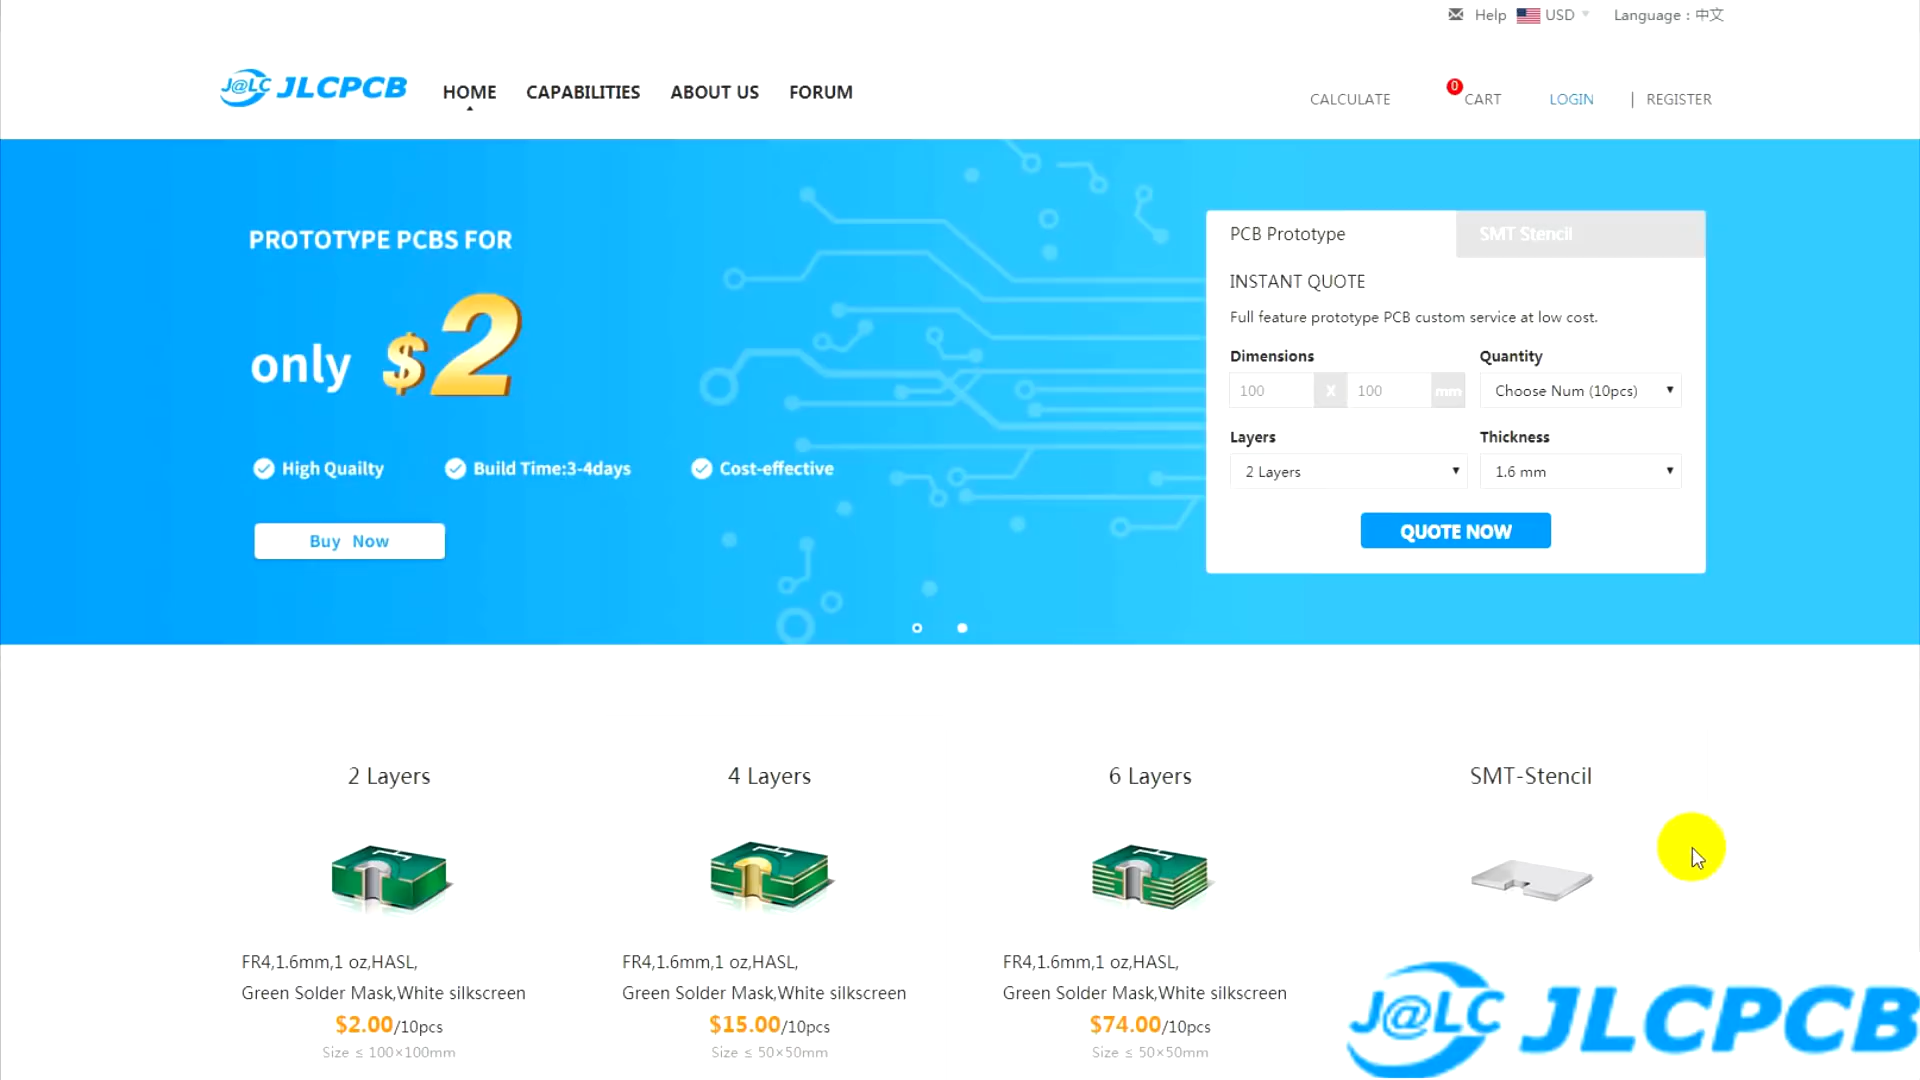 Help USD Language : 中文
J@LC JLCPCB HOME CAPABILITIES ABOUT US FORUM
CALCULATE 0 CART LOGIN | REGISTER
PROTOTYPE PCBS FOR
only $2
High Quailty Build Time:3-4days Cost-effective
Buy Now
PCB Prototype SMT Stencil
INSTANT QUOTE
Full feature prototype PCB custom service at low cost.
Dimensions Quantity
100 X 100 mm Choose Num (10pcs)
Layers Thickness
2 Layers 1.6 mm
QUOTE NOW
2 Layers
FR4,1.6mm,1 oz,HASL,
Green Solder Mask,White silkscreen
$2.00/10pcs
Size ≤ 100×100mm
4 Layers
FR4,1.6mm,1 oz,HASL,
Green Solder Mask,White silkscreen
$15.00/10pcs
Size ≤ 50×50mm
6 Layers
FR4,1.6mm,1 oz,HASL,
Green Solder Mask,White silkscreen
$74.00/10pcs
Size ≤ 50×50mm
SMT-Stencil
J@LC JLCPCB